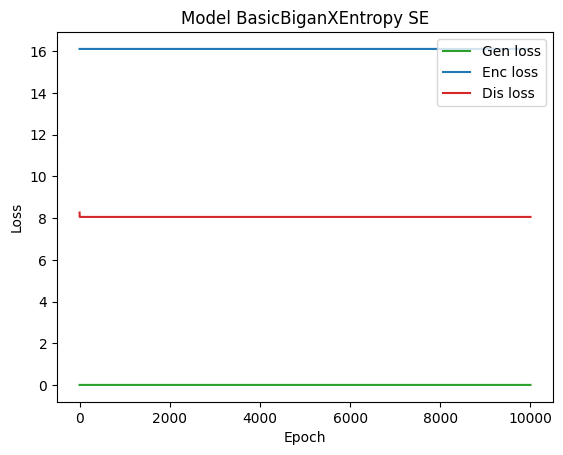 Model BasicBiganXEntropy SE
Gen loss
Enc loss
Dis loss
16
14
12
10
8
6
4
2
0
Loss
0 2000 4000 6000 8000 10000
Epoch